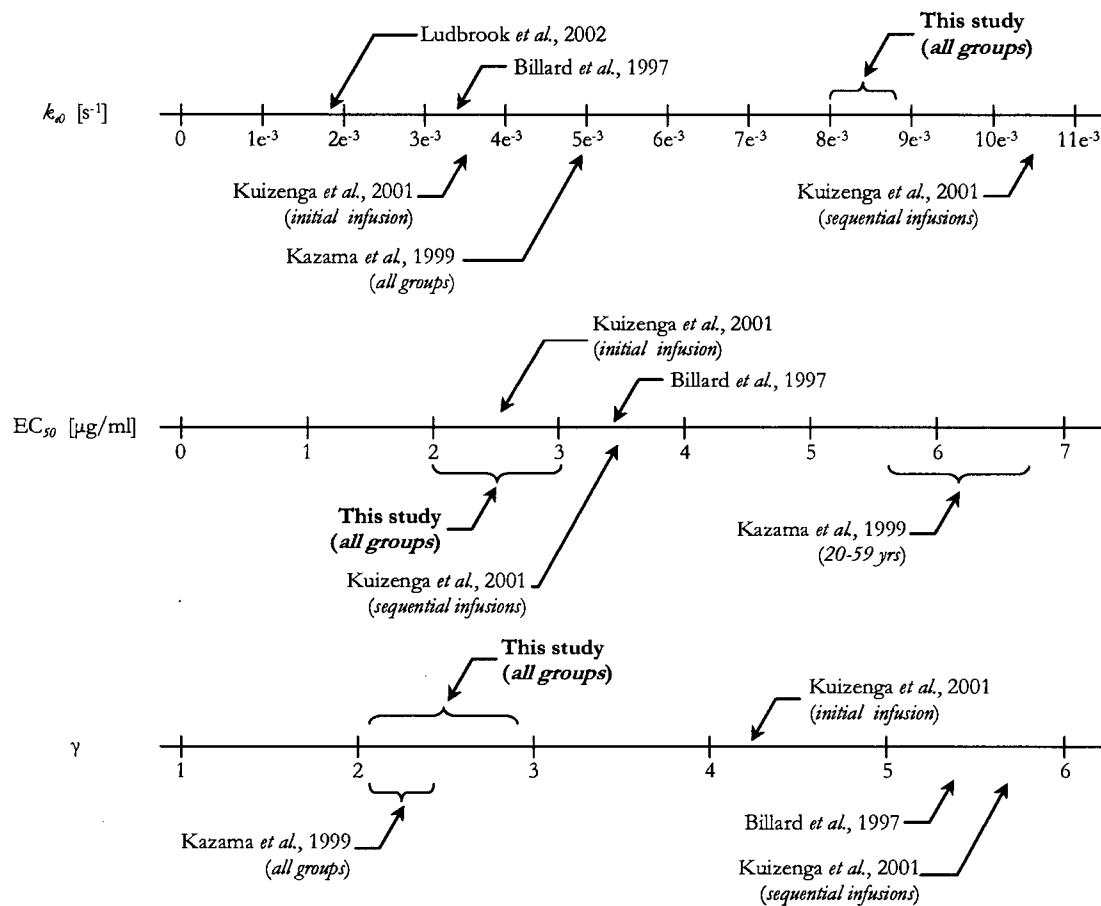 This study
(all groups)
Ludbrook et al., 2002
Billard et al., 1997
ke0 [s-1]
0 1e-3 2e-3 3e-3 4e-3 5e-3 6e-3 7e-3 8e-3 9e-3 10e-3 11e-3
Kuizenga et al., 2001
(initial infusion)
Kuizenga et al., 2001
(sequential infusions)
Kazama et al., 1999
(all groups)
Kuizenga et al., 2001
(initial infusion)
Billard et al., 1997
EC50 [µg/ml]
0 1 2 3 4 5 6 7
This study
(all groups)
Kazama et al., 1999
(20-59 yrs)
Kuizenga et al., 2001
(sequential infusions)
This study
(all groups)
Kuizenga et al., 2001
(initial infusion)
γ
1 2 3 4 5 6
Kazama et al., 1999
(all groups)
Billard et al., 1997
Kuizenga et al., 2001
(sequential infusions)